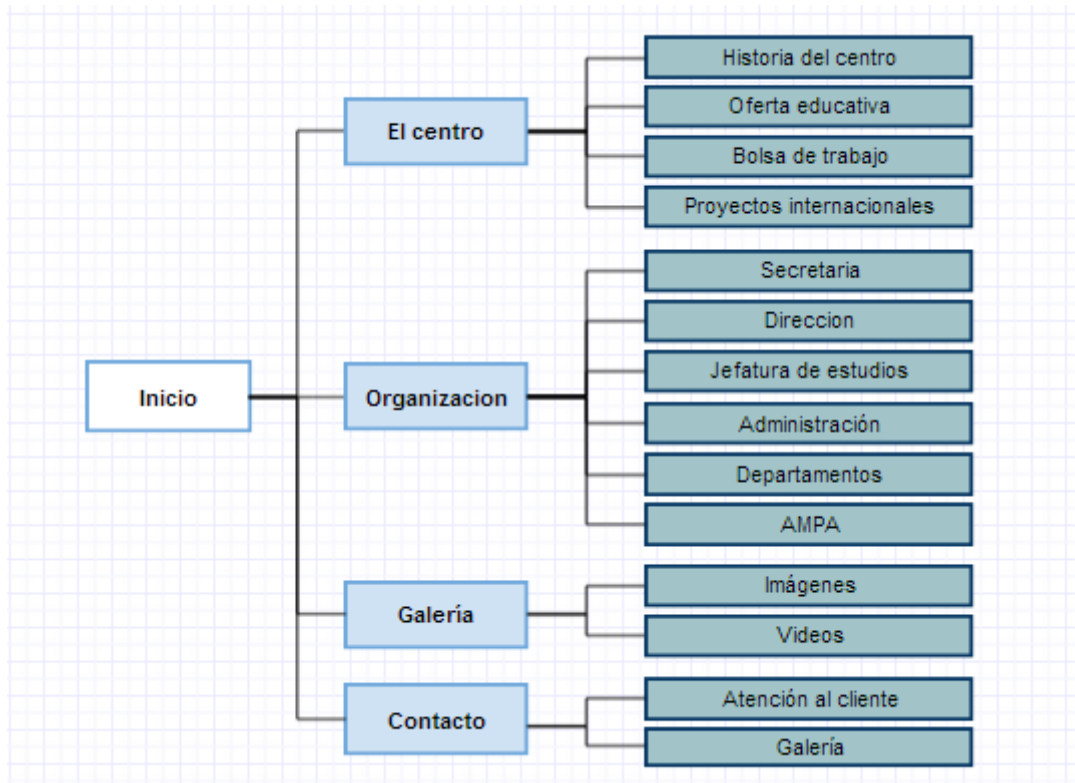 Inicio
El centro
Historia del centro
Oferta educativa
Bolsa de trabajo
Proyectos internacionales
Organizacion
Secretaria
Direccion
Jefatura de estudios
Administración
Departamentos
AMPA
Galería
Imágenes
Videos
Contacto
Atención al cliente
Galería